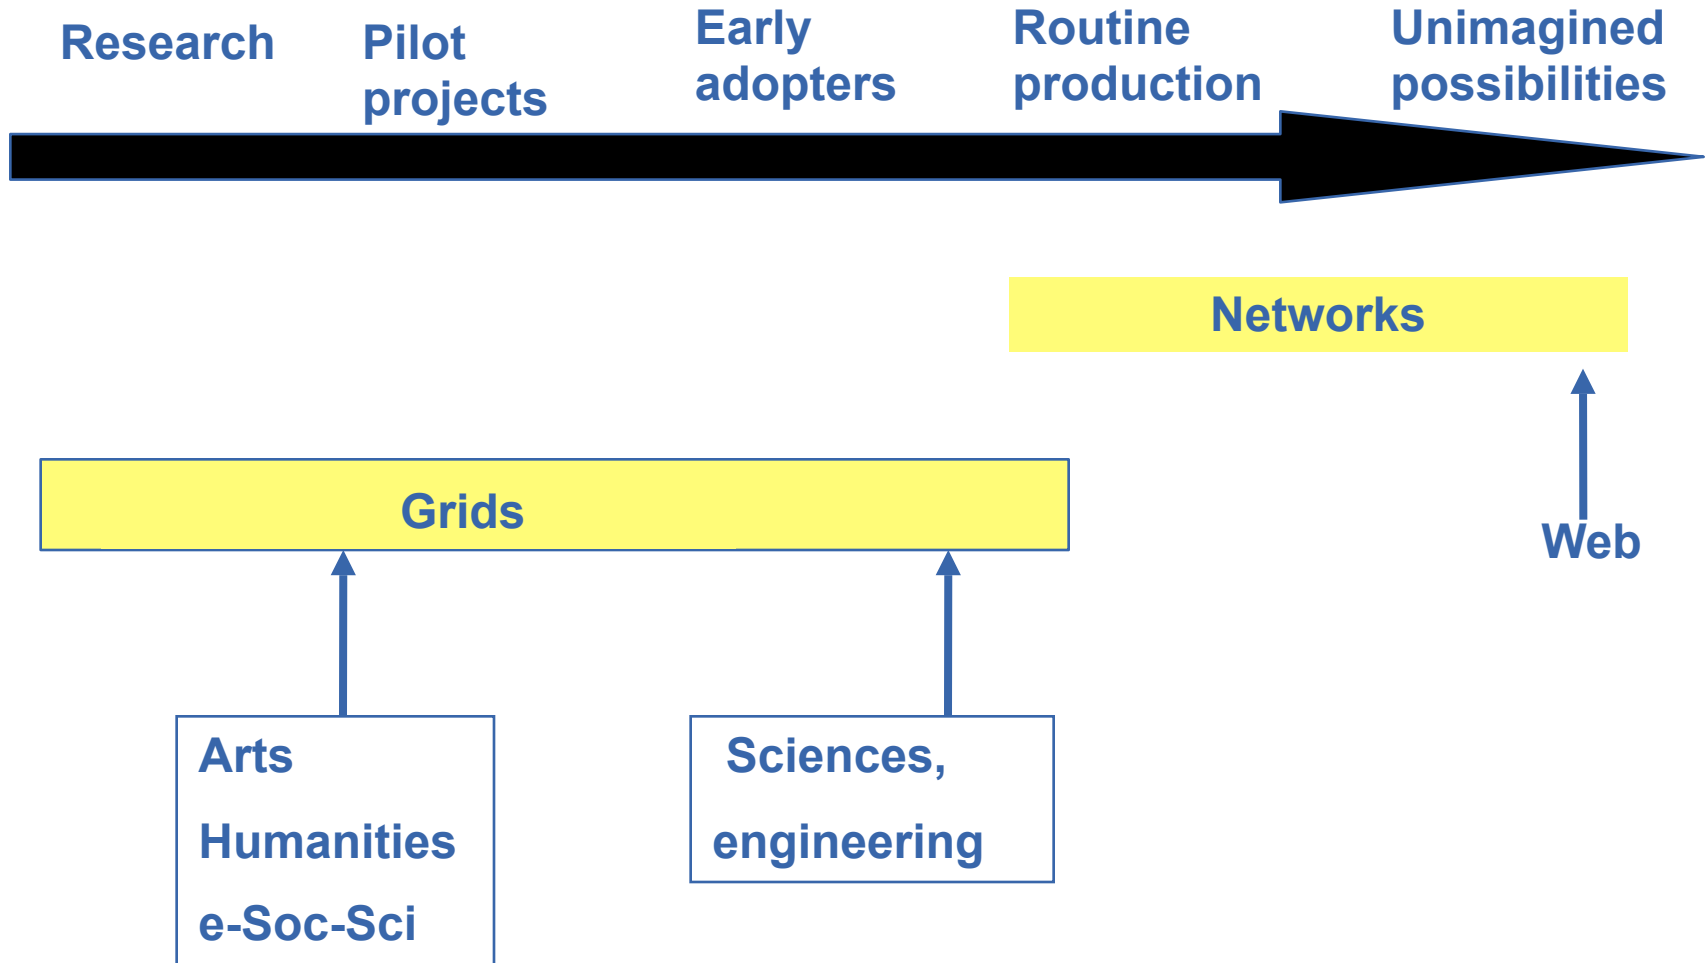 Research
Pilot
projects
Early
adopters
Routine
production
Unimagined
possibilities
Networks
Grids
Web
Arts
Humanities
e-Soc-Sci
Sciences,
engineering